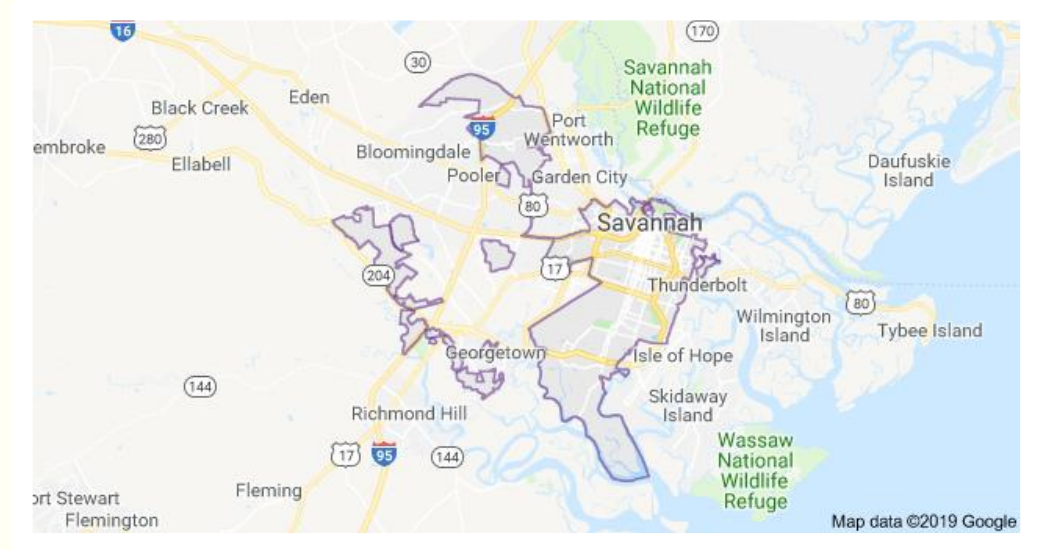 16
170
30
Savannah
National
Wildlife
Refuge
Eden
Black Creek
95
Port
Wentworth
280
embroke
Bloomingdale
Ellabell
Daufuskie
Island
Pooler
Garden City
80
Savannah
204
17
Thunderbolt
80
Wilmington
Island
Tybee Island
Georgetown
Isle of Hope
144
Skidaway
Island
Richmond Hill
Wassaw
National
Wildlife
Refuge
17
95
144
Fleming
ort Stewart
Flemington
Map data ©2019 Google